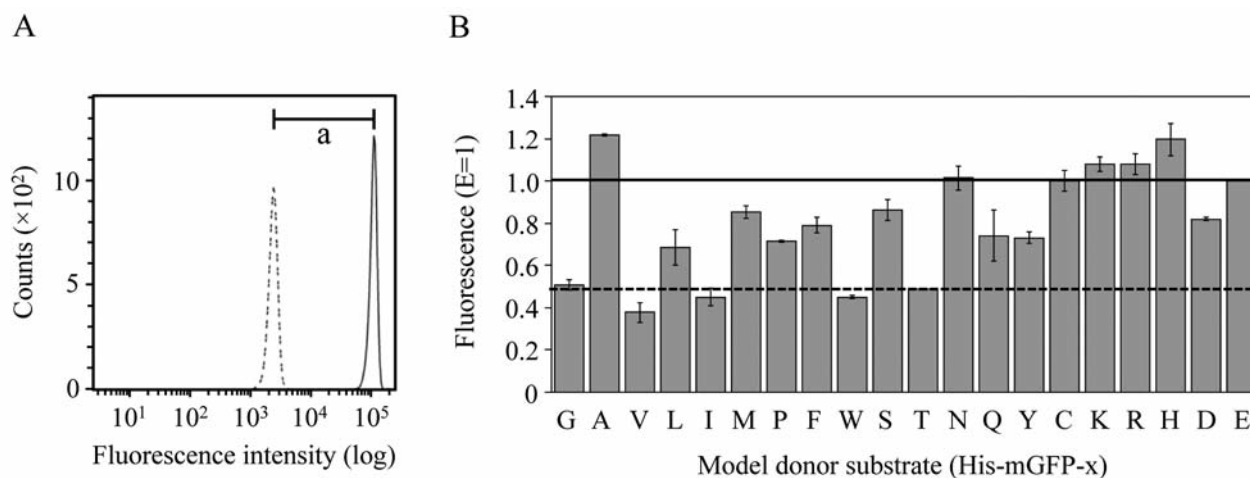 A
Counts (×10²)
10
5
0
a
10¹ 10² 10³ 10⁴ 10⁵
Fluorescence intensity (log)
B
Fluorescence (E=1)
1.4
1.2
1.0
0.8
0.6
0.4
0.2
0
G A V L I M P F W S T N Q Y C K R H D E
Model donor substrate (His-mGFP-x)